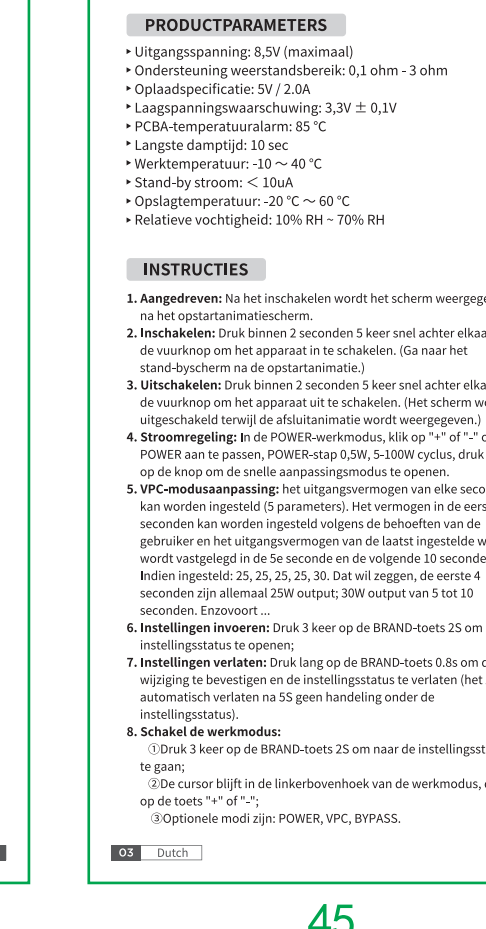 PRODUCTPARAMETERS
▸ Uitgangsspanning: 8,5V (maximaal)
▸ Ondersteuning weerstandsbereik: 0,1 ohm - 3 ohm
▸ Oplaadspecificatie: 5V / 2.0A
▸ Laagspanningswaarschuwing: 3,3V ± 0,1V
▸ PCBA-temperatuuralarm: 85 °C
▸ Langste damptijd: 10 sec
▸ Werktemperatuur: -10 ～ 40 °C
▸ Stand-by stroom: ＜ 10uA
▸ Opslagtemperatuur: -20 °C ～ 60 °C
▸ Relatieve vochtigheid: 10% RH ~ 70% RH
INSTRUCTIES
1. Aangedreven: Na het inschakelen wordt het scherm
na het opstartanimatiescherm.
2. Inschakelen: Druk binnen 2 seconden 5 keer snel achter
de vuurknop om het apparaat in te schakelen. (Ga naar het
stand-byscherm na de opstartanimatie.)
3. Uitschakelen: Druk binnen 2 seconden 5 keer snel achter
de vuurknop om het apparaat uit te schakelen. (Het scherm
uitgeschakeld terwijl de afsluitanimatie wordt weergegeven.)
4. Stroomregeling: In de POWER-werkmodus, klik op "+" of "-"
POWER aan te passen, POWER-stap 0,5W, 5-100W cyclus, druk
op de knop om de snelle aanpassingsmodus te openen.
5. VPC-modusaanpassing: het uitgangsvermogen van elke
kan worden ingesteld (5 parameters). Het vermogen in de
seconden kan worden ingesteld volgens de behoeften van de
gebruiker en het uitgangsvermogen van de laatst ingestelde
wordt vastgelegd in de 5e seconde en de volgende 10
Indien ingesteld: 25, 25, 25, 25, 30. Dat wil zeggen, de eerste 4
seconden zijn allemaal 25W output; 30W output van 5 tot 10
seconden. Enzovoort ...
6. Instellingen invoeren: Druk 3 keer op de BRAND-toets 2S om
instellingsstatus te openen;
7. Instellingen verlaten: Druk lang op de BRAND-toets 0.8s om
wijziging te bevestigen en de instellingsstatus te verlaten (het
automatisch verlaten na 5S geen handeling onder de
instellingsstatus).
8. Schakel de werkmodus:
①Druk 3 keer op de BRAND-toets 2S om naar de
te gaan;
②De cursor blijft in de linkerbovenhoek van de werkmodus,
op de toets "+" of "-";
③Optionele modi zijn: POWER, VPC, BYPASS.
03 Dutch